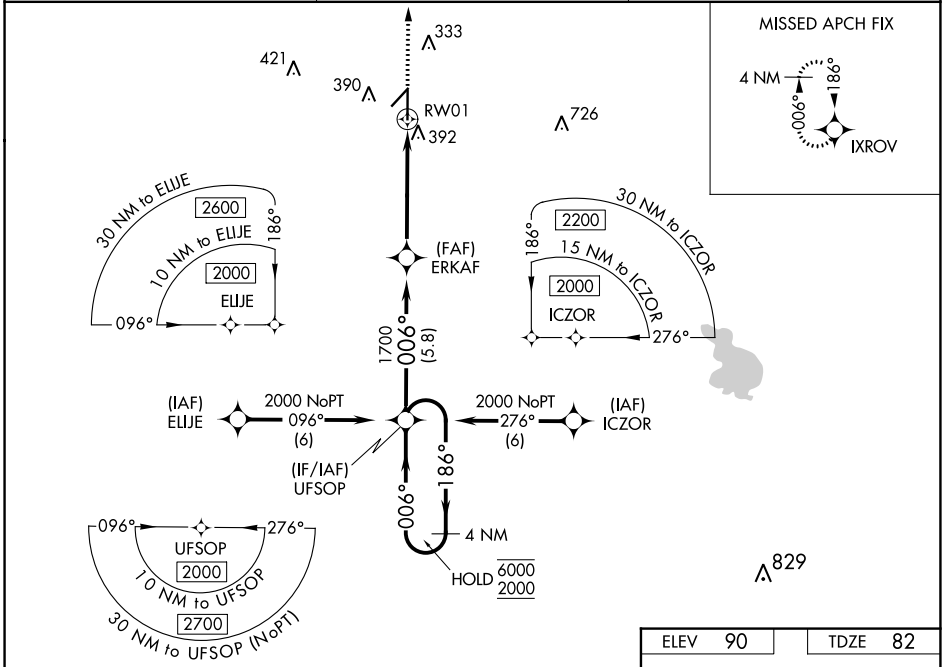 MISSED APCH FIX
4 NM
186°
006°
IXROV
333
421
390
RW01
392
726
30 NM to ELIJE
2600
186°
10 NM to ELIJE
2000
ELIJE
096°
(FAF)
ERKAF
30 NM to ICZOR
2200
186°
15 NM to ICZOR
2000
ICZOR
276°
1700
006°
(5.8)
(IAF)
ELIJE
2000 NoPT
096°
(6)
2000 NoPT
276°
(6)
(IAF)
ICZOR
(IF/IAF)
UFSOP
186°
006°
4 NM
HOLD 6000
2000
096°
276°
UFSOP
2000
10 NM to UFSOP
2700
30 NM to UFSOP (NoPT)
829
ELEV 90
TDZE 82